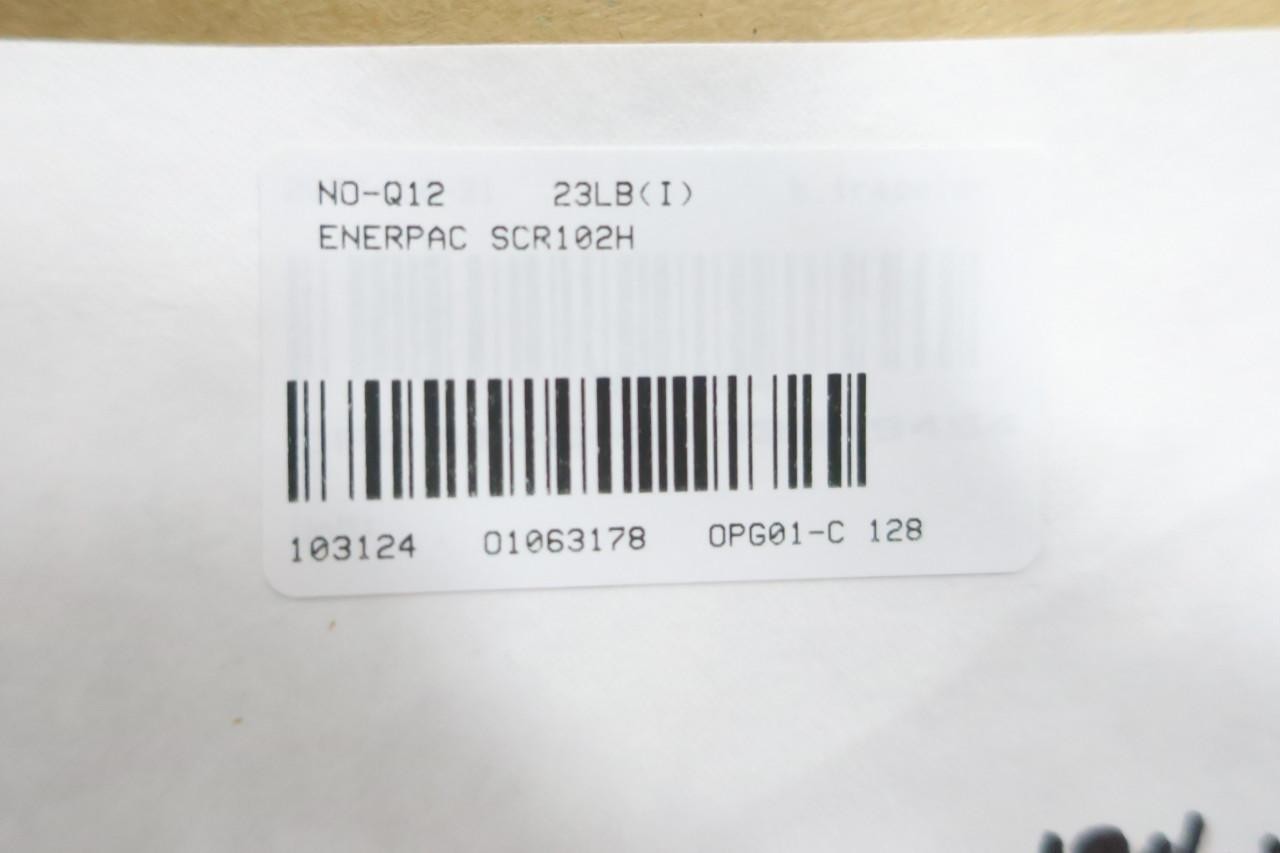 NO-Q12 23LB(I)
ENERPAC SCR102H
103124 01063178 OPG01-C 128